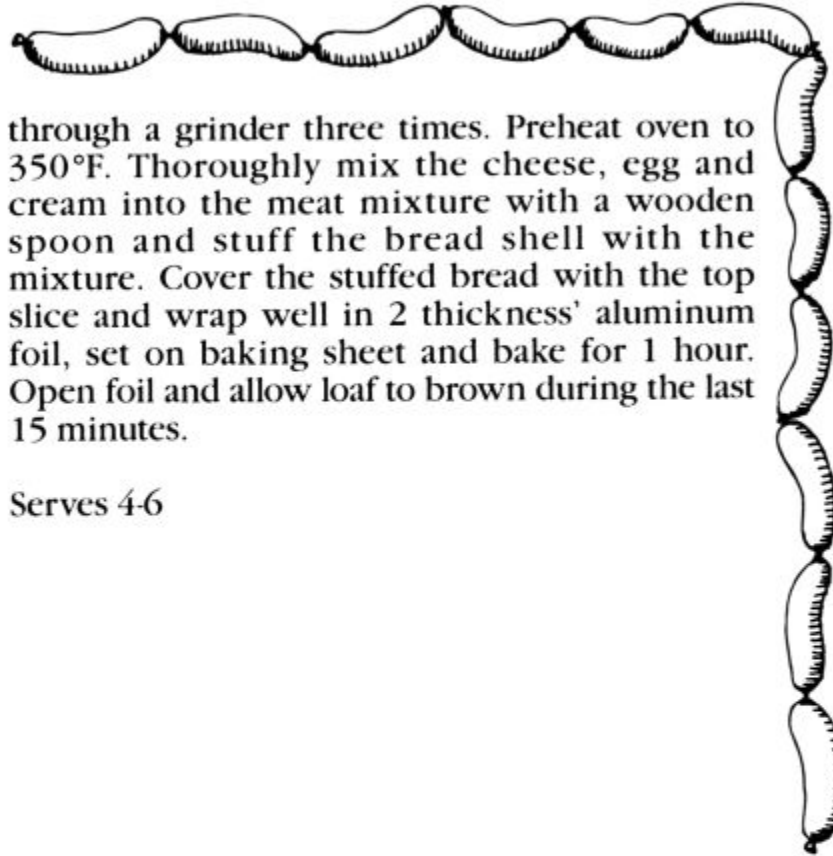 through a grinder three times. Preheat oven to
350°F. Thoroughly mix the cheese, egg and
cream into the meat mixture with a wooden
spoon and stuff the bread shell with the
mixture. Cover the stuffed bread with the top
slice and wrap well in 2 thickness’ aluminum
foil, set on baking sheet and bake for 1 hour.
Open foil and allow loaf to brown during the last
15 minutes.
Serves 4-6